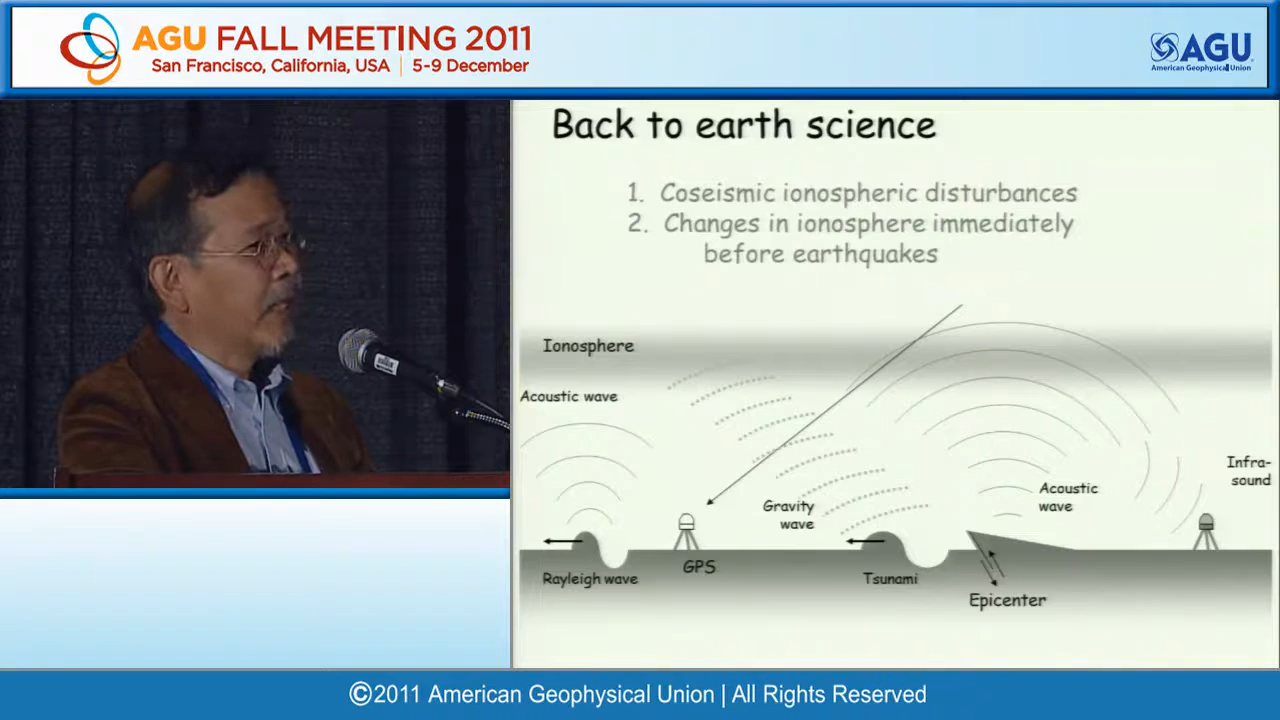 AGU FALL MEETING 2011
San Francisco, California, USA | 5-9 December
AGU
American Geophysical Union
Back to earth science
1. Coseismic ionospheric disturbances
2. Changes in ionosphere immediately
before earthquakes
Ionosphere
Acoustic wave
Infra-
sound
Acoustic
wave
Gravity
wave
GPS
Rayleigh wave
Tsunami
Epicenter
©2011 American Geophysical Union | All Rights Reserved